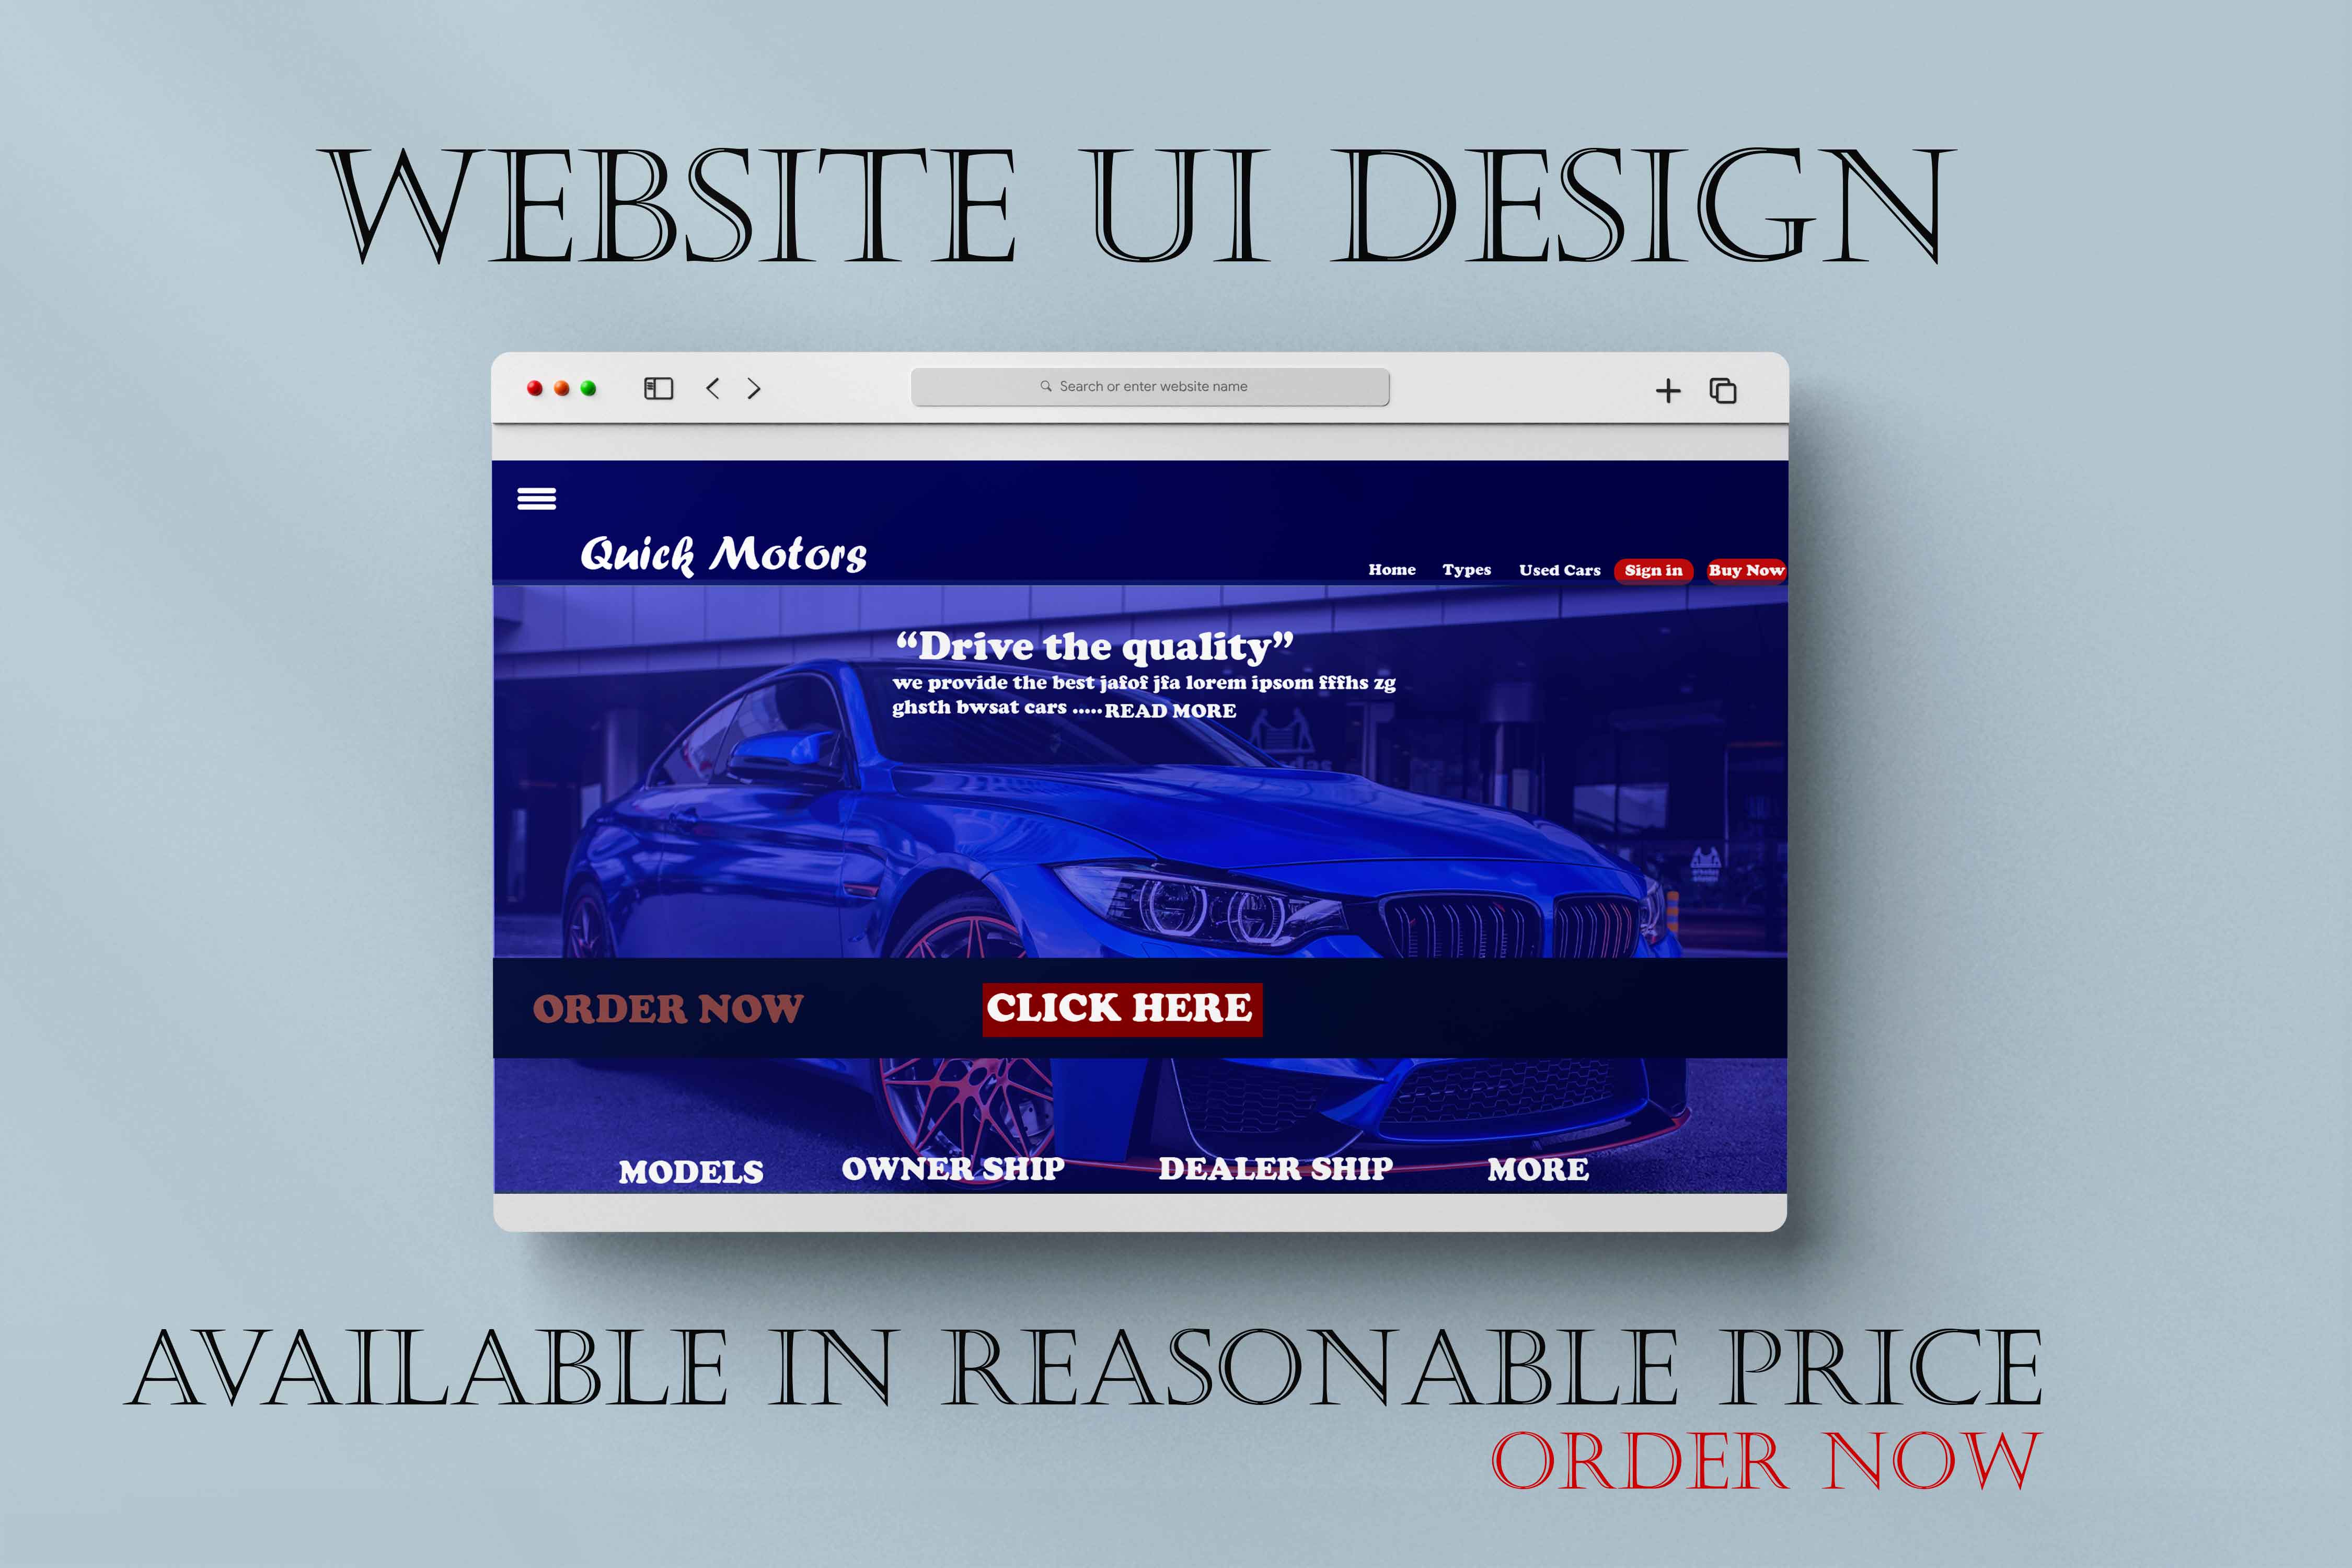 WEBSITE UI DESIGN
Search or enter website name
Quick Motors
Home Types Used Cars Sign in Buy Now
“Drive the quality”
we provide the best jafof jfa lorem ipsom fffhs zg
ghsth bwsat cars .....READ MORE
ORDER NOW CLICK HERE
MODELS OWNER SHIP DEALER SHIP MORE
AVAILABLE IN REASONABLE PRICE
ORDER NOW